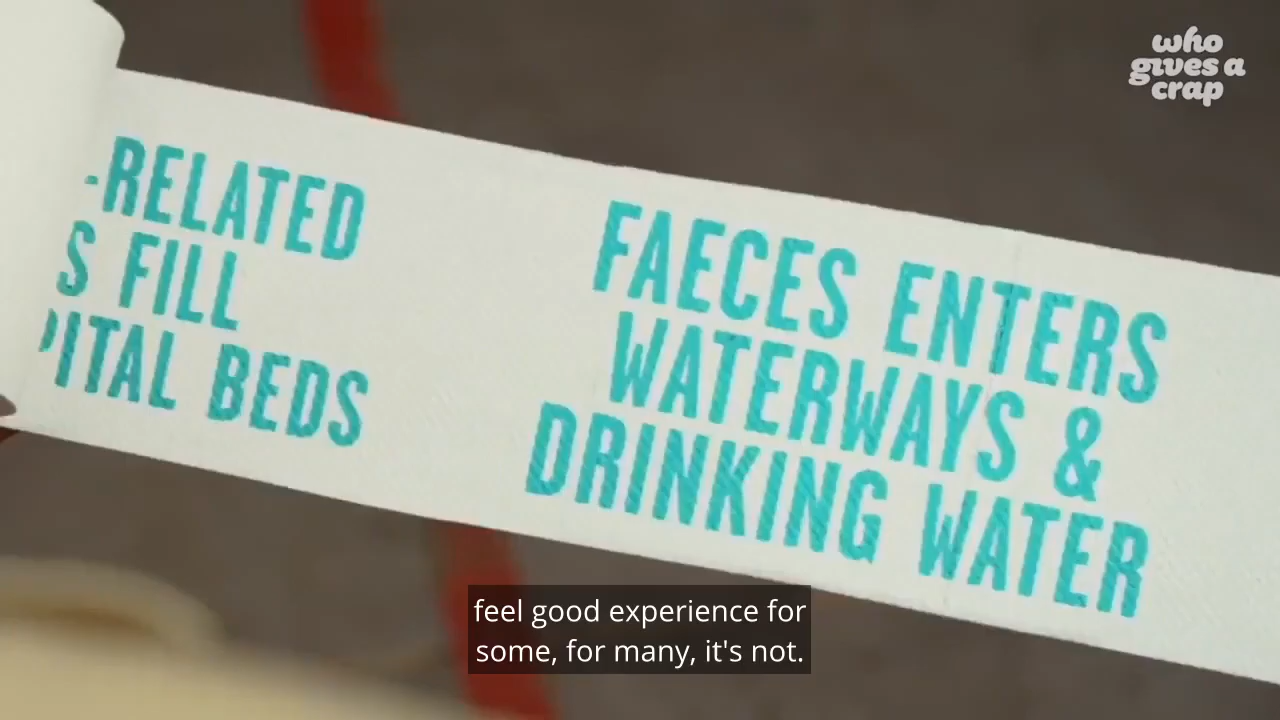 who
gives a
crap
-RELATED
S FILL
PITAL BEDS
FAECES ENTERS
WATERWAYS &
DRINKING WATER
feel good experience for
some, for many, it's not.